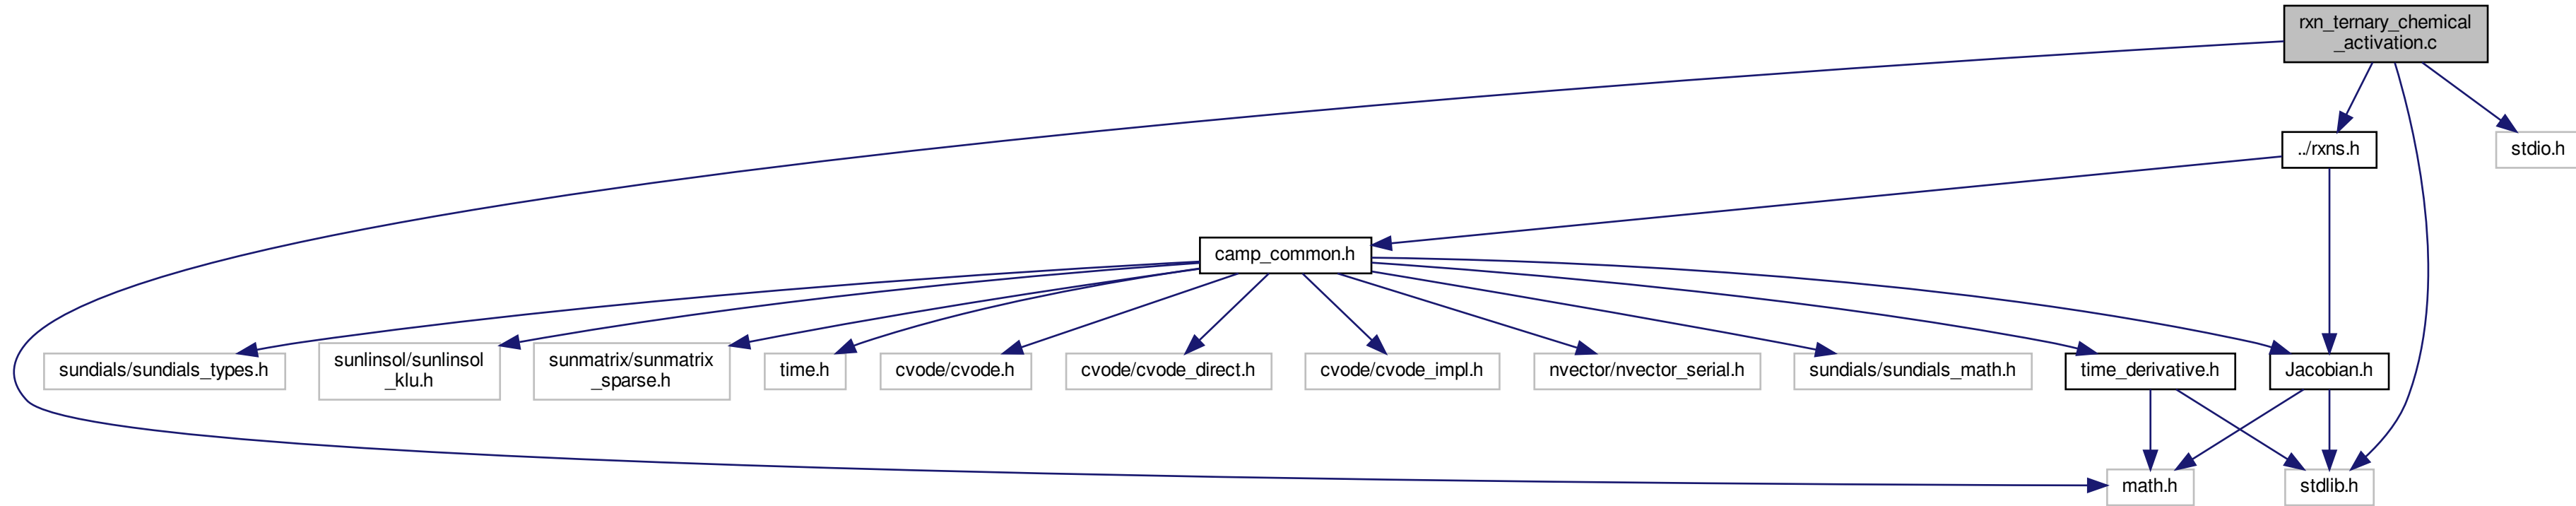 rxn_ternary_chemical
_activation.c
../rxns.h
stdio.h
camp_common.h
sundials/sundials_types.h
sunlinsol/sunlinsol
_klu.h
sunmatrix/sunmatrix
_sparse.h
time.h
cvode/cvode.h
cvode/cvode_direct.h
cvode/cvode_impl.h
nvector/nvector_serial.h
sundials/sundials_math.h
time_derivative.h
Jacobian.h
math.h
stdlib.h